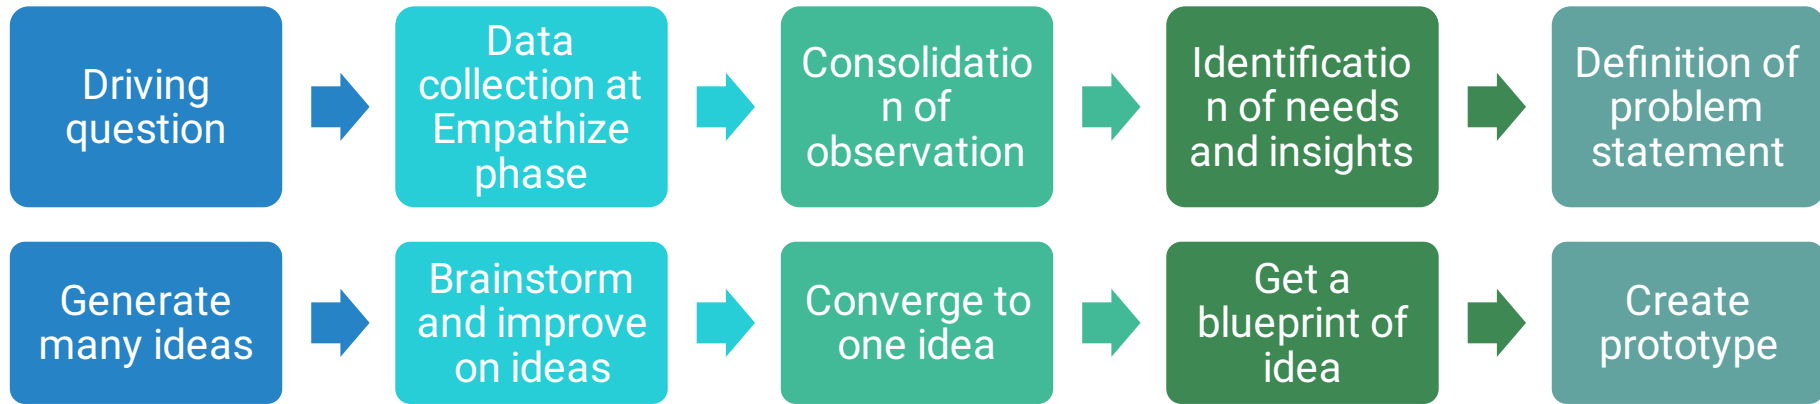 Driving
question
Data
collection at
Empathize
phase
Consolidatio
n of
observation
Identificatio
n of needs
and insights
Definition of
problem
statement
Generate
many ideas
Brainstorm
and improve
on ideas
Converge to
one idea
Get a
blueprint of
idea
Create
prototype